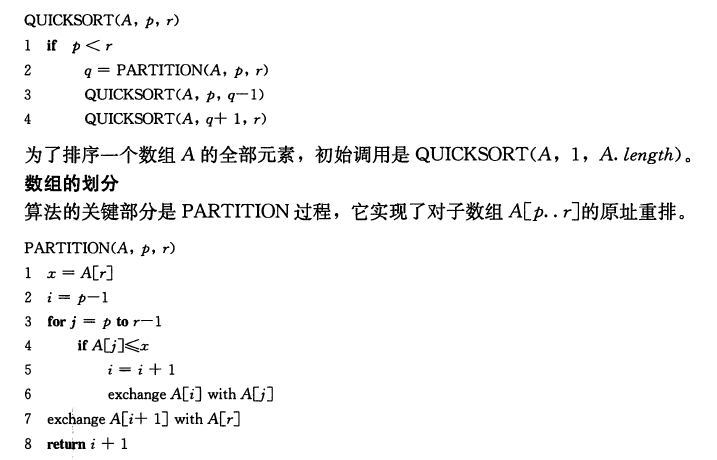 QUICKSORT(A, p, r)
1 if p<r
2 q = PARTITION(A, p, r)
3 QUICKSORT(A, p, q-1)
4 QUICKSORT(A, q+1, r)
为了排序一个数组 A 的全部元素，初始调用是 QUICKSORT(A, 1, A.length)。
数组的划分
算法的关键部分是 PARTITION 过程，它实现了对子数组 A[p..r]的原址重排。
PARTITION(A, p, r)
1 x = A[r]
2 i = p-1
3 for j = p to r-1
4 if A[j]≤x
5 i = i + 1
6 exchange A[i] with A[j]
7 exchange A[i+1] with A[r]
8 return i + 1